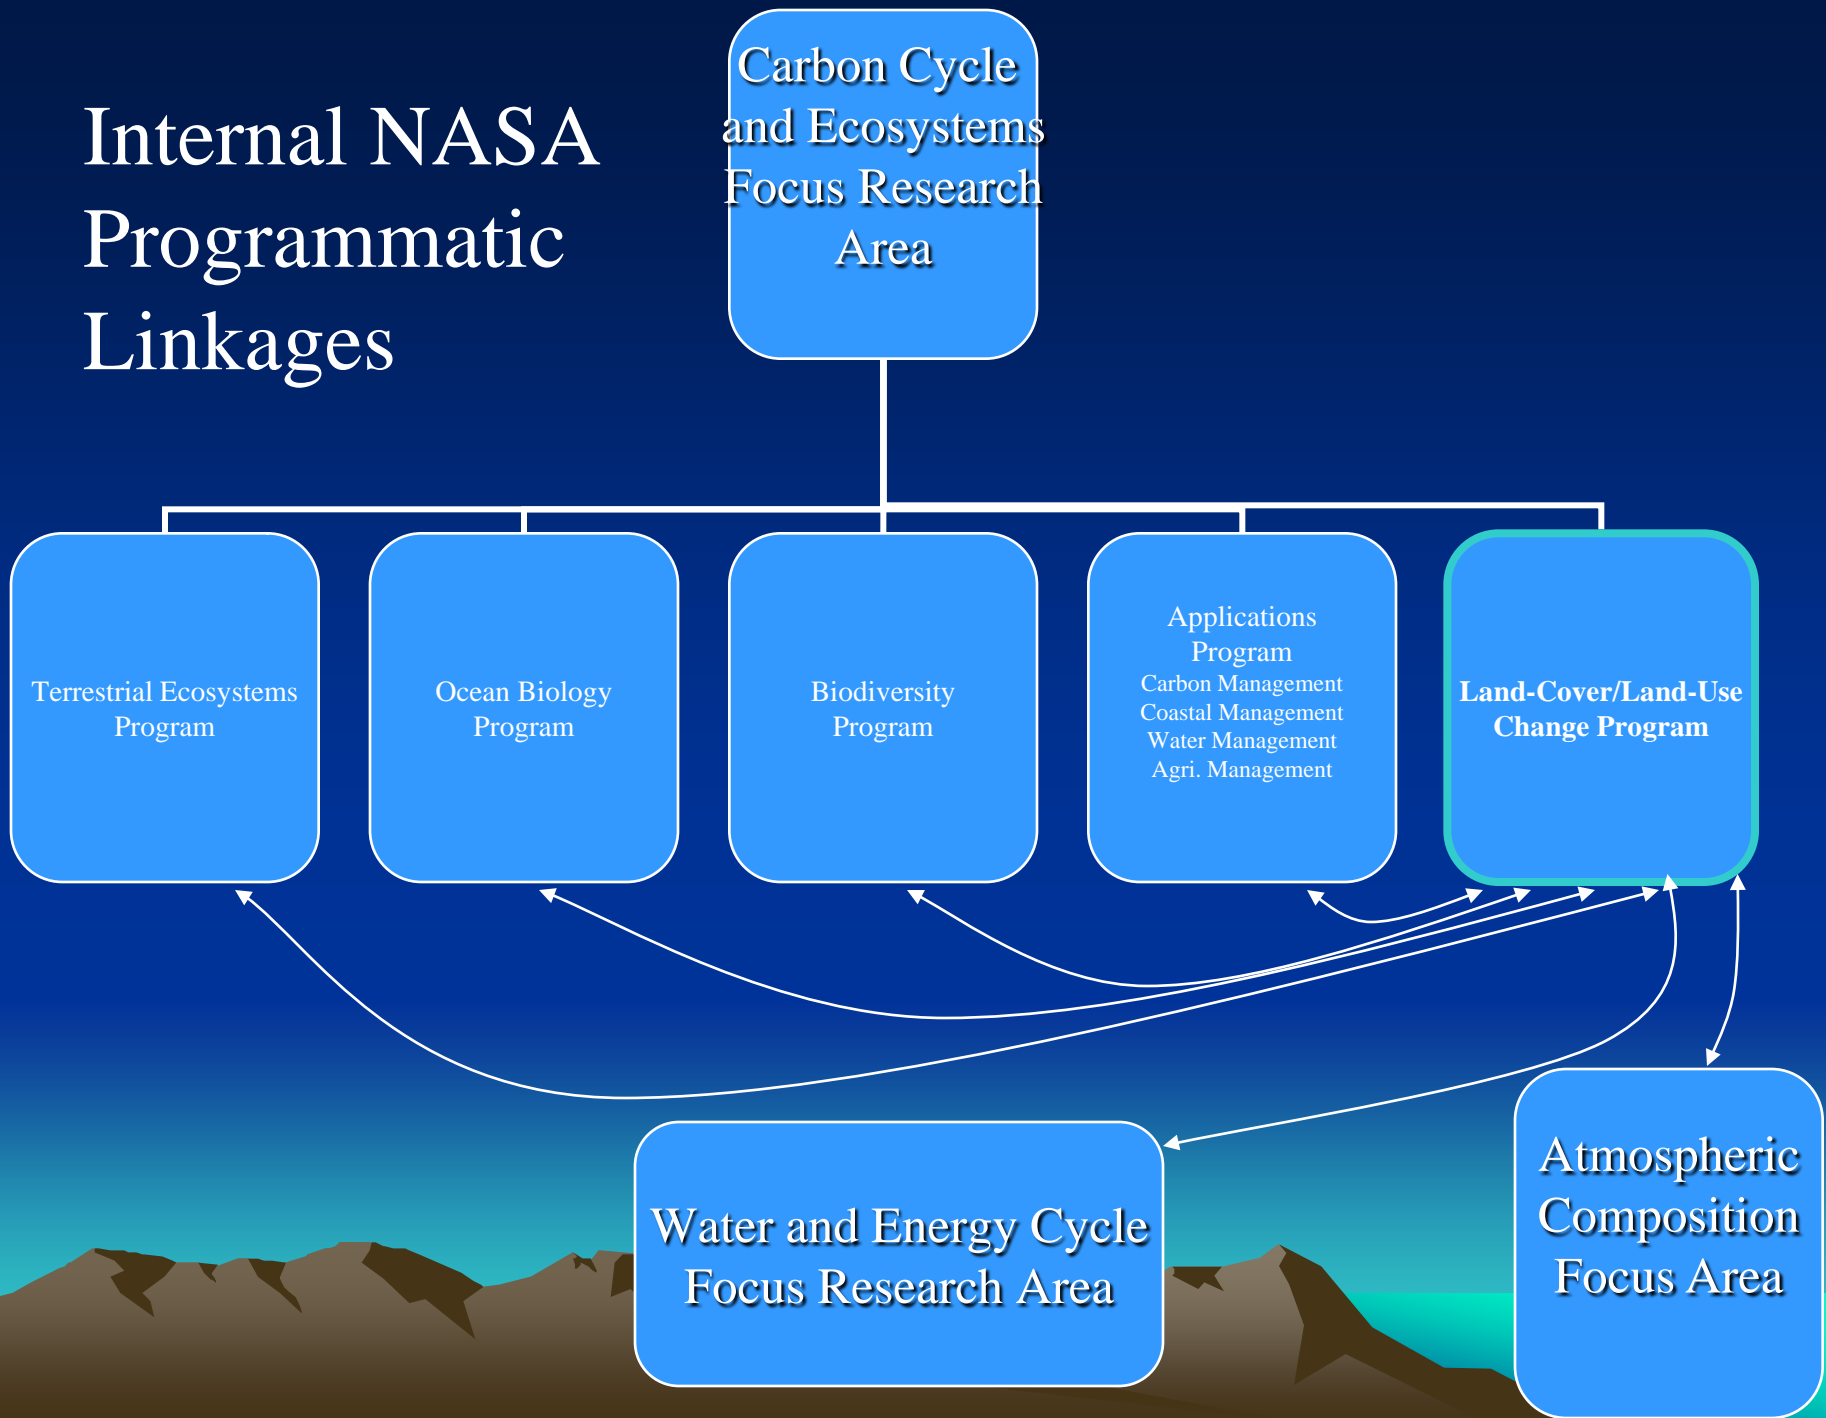 Internal NASA
Programmatic
Linkages
Carbon Cycle
and Ecosystems
Focus Research
Area
Terrestrial Ecosystems
Program
Ocean Biology
Program
Biodiversity
Program
Applications
Program
Carbon Management
Coastal Management
Water Management
Agri. Management
Land-Cover/Land-Use
Change Program
Water and Energy Cycle
Focus Research Area
Atmospheric
Composition
Focus Area